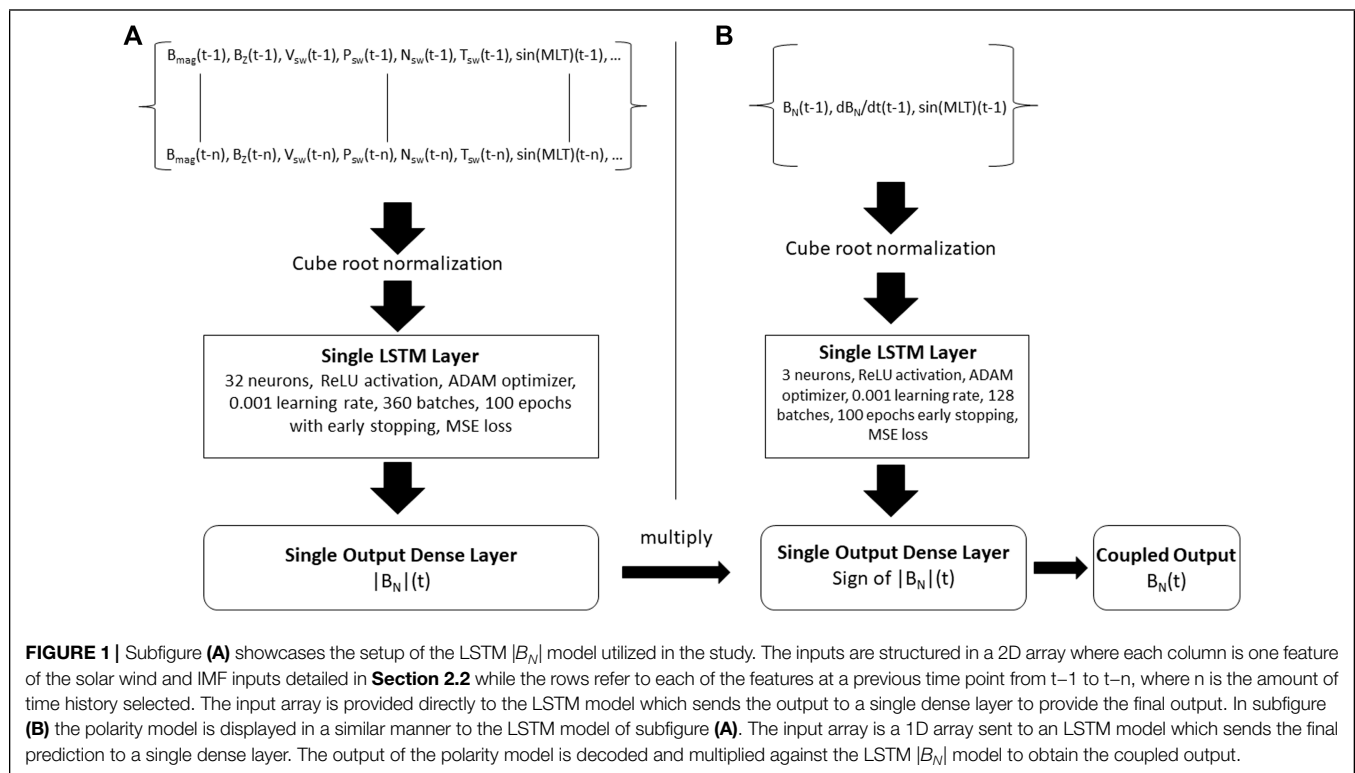 A
B_mag(t-1), B_Z(t-1), V_sw(t-1), P_sw(t-1), N_sw(t-1), T_sw(t-1), sin(MLT)(t-1), ...
B_mag(t-n), B_Z(t-n), V_sw(t-n), P_sw(t-n), N_sw(t-n), T_sw(t-n), sin(MLT)(t-n), ...
Cube root normalization
Single LSTM Layer
32 neurons, ReLU activation, ADAM optimizer,
0.001 learning rate, 360 batches, 100 epochs
with early stopping, MSE loss
Single Output Dense Layer
|B_N|(t)
multiply
B
B_N(t-1), dB_N/dt(t-1), sin(MLT)(t-1)
Cube root normalization
Single LSTM Layer
3 neurons, ReLU activation, ADAM
optimizer, 0.001 learning rate, 128
batches, 100 epochs early stopping,
MSE loss
Single Output Dense Layer
Sign of |B_N|(t)
Coupled Output
B_N(t)
FIGURE 1 | Subfigure (A) showcases the setup of the LSTM |B_N| model utilized in the study. The inputs are structured in a 2D array where each column is one feature
of the solar wind and IMF inputs detailed in Section 2.2 while the rows refer to each of the features at a previous time point from t−1 to t−n, where n is the amount of
time history selected. The input array is provided directly to the LSTM model which sends the output to a single dense layer to provide the final output. In subfigure
(B) the polarity model is displayed in a similar manner to the LSTM model of subfigure (A). The input array is a 1D array sent to an LSTM model which sends the final
prediction to a single dense layer. The output of the polarity model is decoded and multiplied against the LSTM |B_N| model to obtain the coupled output.